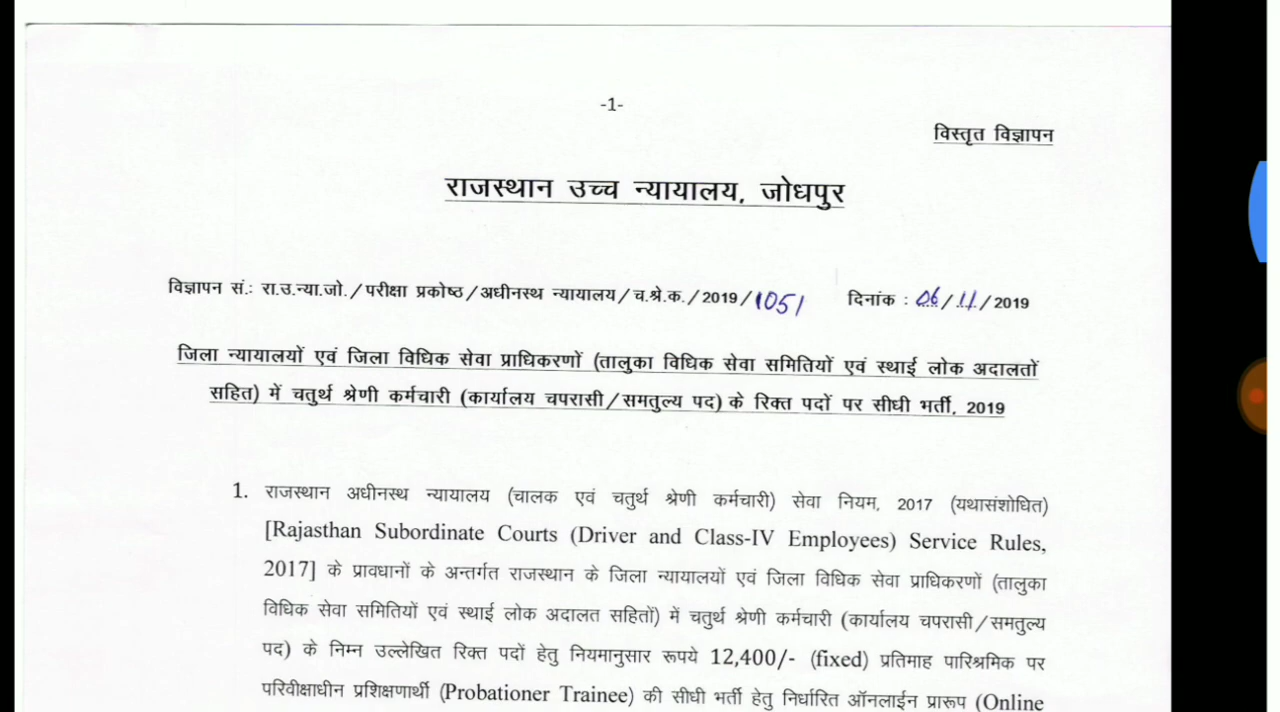 -1-
विस्तृत विज्ञापन
राजस्थान उच्च न्यायालय, जोधपुर
विज्ञापन सं.: रा.उ.न्या.जो./परीक्षा प्रकोष्ठ/अधीनस्थ न्यायालय/च.श्रे.क./2019/1051 दिनांक : 06/11/2019
जिला न्यायालयों एवं जिला विधिक सेवा प्राधिकरणों (तालुका विधिक सेवा समितियों एवं स्थाई लोक अदालतों
सहित) में चतुर्थ श्रेणी कर्मचारी (कार्यालय चपरासी/समतुल्य पद) के रिक्त पदों पर सीधी भर्ती, 2019
1. राजस्थान अधीनस्थ न्यायालय (चालक एवं चतुर्थ श्रेणी कर्मचारी) सेवा नियम, 2017 (यथासंशोधित)
[Rajasthan Subordinate Courts (Driver and Class-IV Employees) Service Rules,
2017] के प्रावधानों के अन्तर्गत राजस्थान के जिला न्यायालयों एवं जिला विधिक सेवा प्राधिकरणों (तालुका
विधिक सेवा समितियों एवं स्थाई लोक अदालत सहितों) में चतुर्थ श्रेणी कर्मचारी (कार्यालय चपरासी/समतुल्य
पद) के निम्न उल्लेखित रिक्त पदों हेतु नियमानुसार रूपये 12,400/- (fixed) प्रतिमाह पारिश्रमिक पर
परिवीक्षाधीन प्रशिक्षणार्थी (Probationer Trainee) की सीधी भर्ती हेतु निर्धारित ऑनलाईन प्रारूप (Online